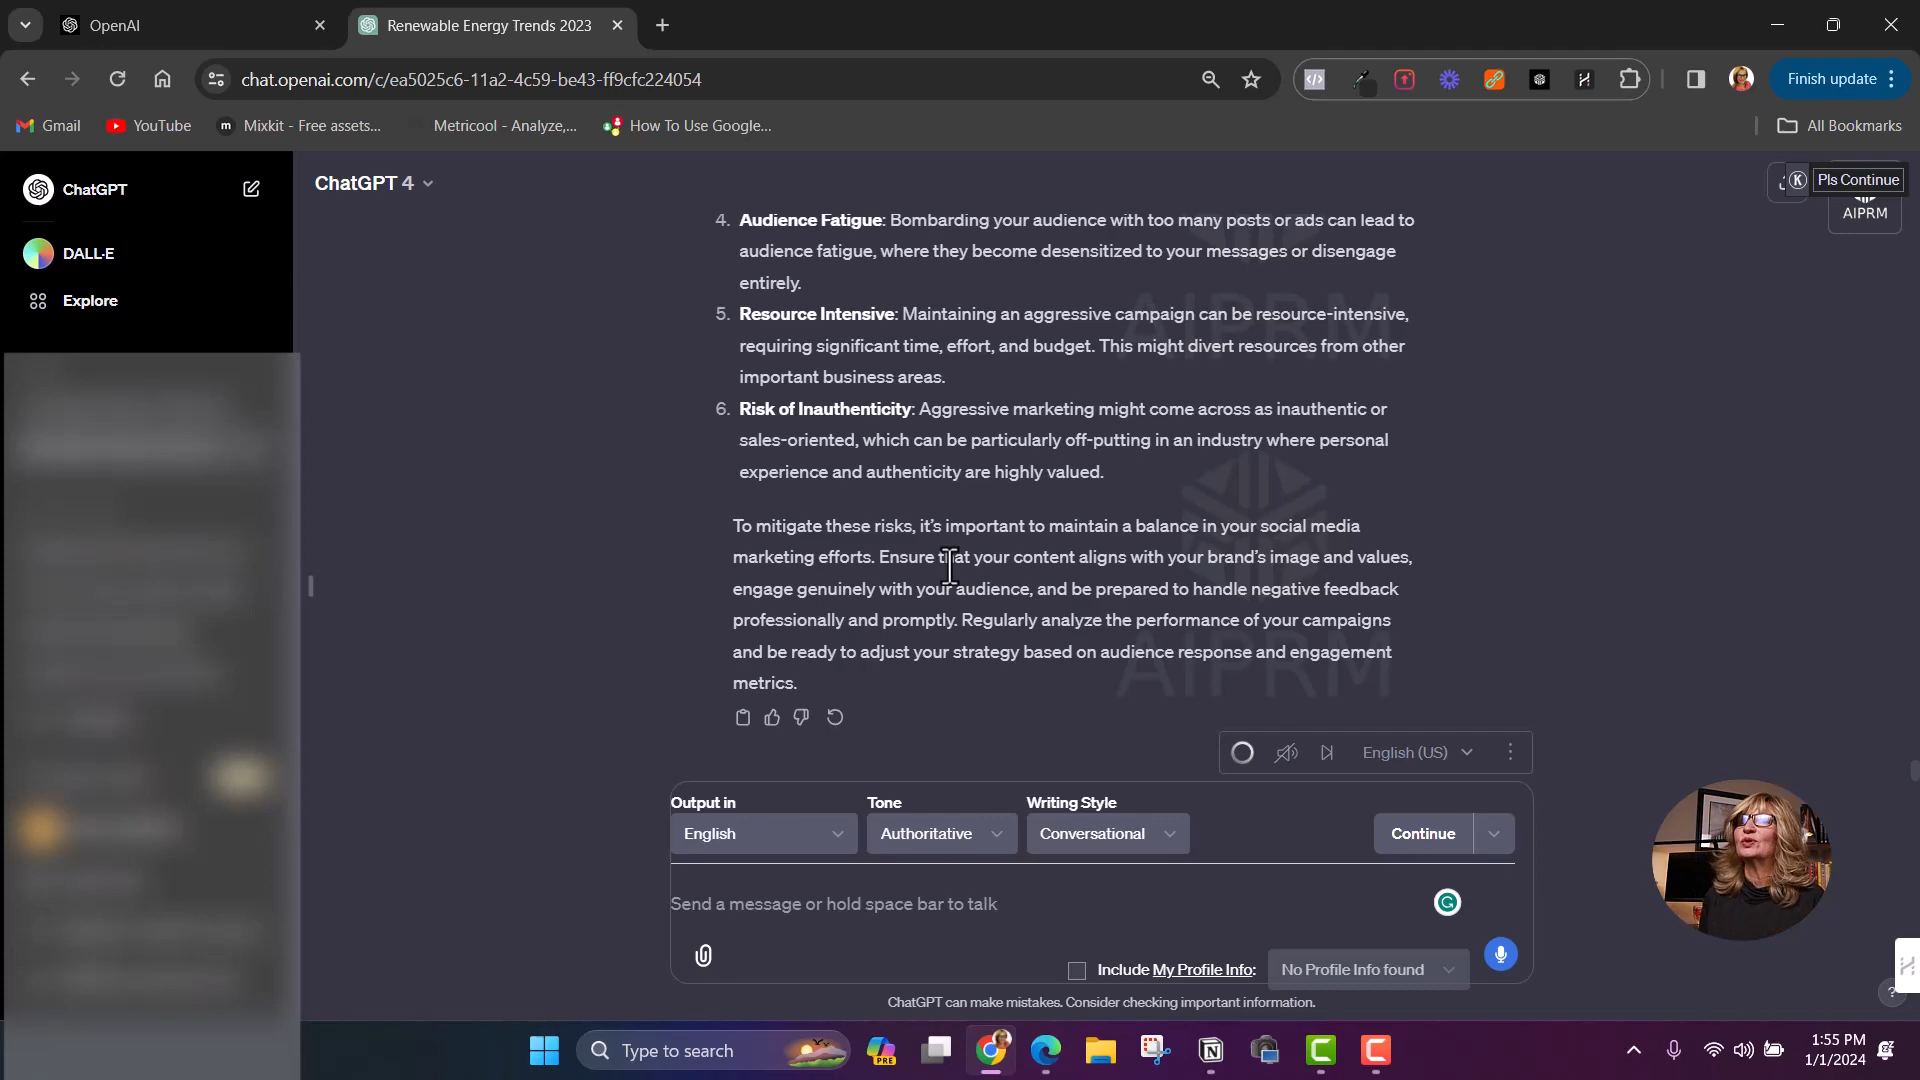 OpenAI
Renewable Energy Trends 2023
chat.openai.com/c/ea5025c6-11a2-4c59-be43-ff9cfc224054
Finish update
Gmail
YouTube
Mixkit - Free assets...
Metricool - Analyze,...
How To Use Google...
All Bookmarks
ChatGPT
ChatGPT 4
K
Pls Continue
AIPRM
DALL·E
Explore
4. Audience Fatigue: Bombarding your audience with too many posts or ads can lead to
audience fatigue, where they become desensitized to your messages or disengage
entirely.
5. Resource Intensive: Maintaining an aggressive campaign can be resource-intensive,
requiring significant time, effort, and budget. This might divert resources from other
important business areas.
6. Risk of Inauthenticity: Aggressive marketing might come across as inauthentic or
sales-oriented, which can be particularly off-putting in an industry where personal
experience and authenticity are highly valued.
To mitigate these risks, it's important to maintain a balance in your social media
marketing efforts. Ensure that your content aligns with your brand's image and values,
engage genuinely with your audience, and be prepared to handle negative feedback
professionally and promptly. Regularly analyze the performance of your campaigns
and be ready to adjust your strategy based on audience response and engagement
metrics.
AIPRM
AIPRM
English (US)
Output in
Tone
Writing Style
English
Authoritative
Conversational
Continue
Send a message or hold space bar to talk
Include My Profile Info:
No Profile Info found
ChatGPT can make mistakes. Consider checking important information.
?
Type to search
PRE
1:55 PM
1/1/2024